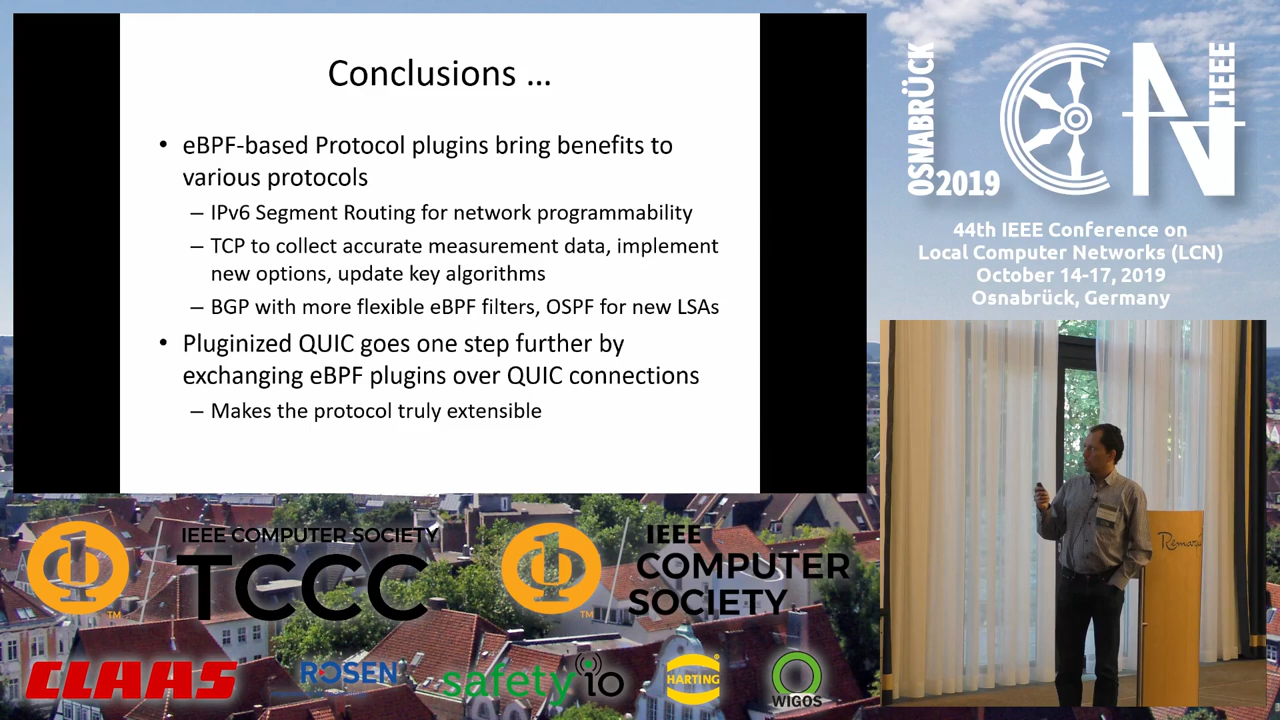 Conclusions ...
• eBPF-based Protocol plugins bring benefits to
various protocols
– IPv6 Segment Routing for network programmability
– TCP to collect accurate measurement data, implement
new options, update key algorithms
– BGP with more flexible eBPF filters, OSPF for new LSAs
• Pluginized QUIC goes one step further by
exchanging eBPF plugins over QUIC connections
– Makes the protocol truly extensible
OSNABRÜCK
2019
CN
IEEE
44th IEEE Conference on
Local Computer Networks (LCN)
October 14-17, 2019
Osnabrück, Germany
IEEE COMPUTER SOCIETY
TCCC
TM
IEEE
COMPUTER
SOCIETY
TM
CLAAS
ROSEN
safety io
HARTING
WIGOS